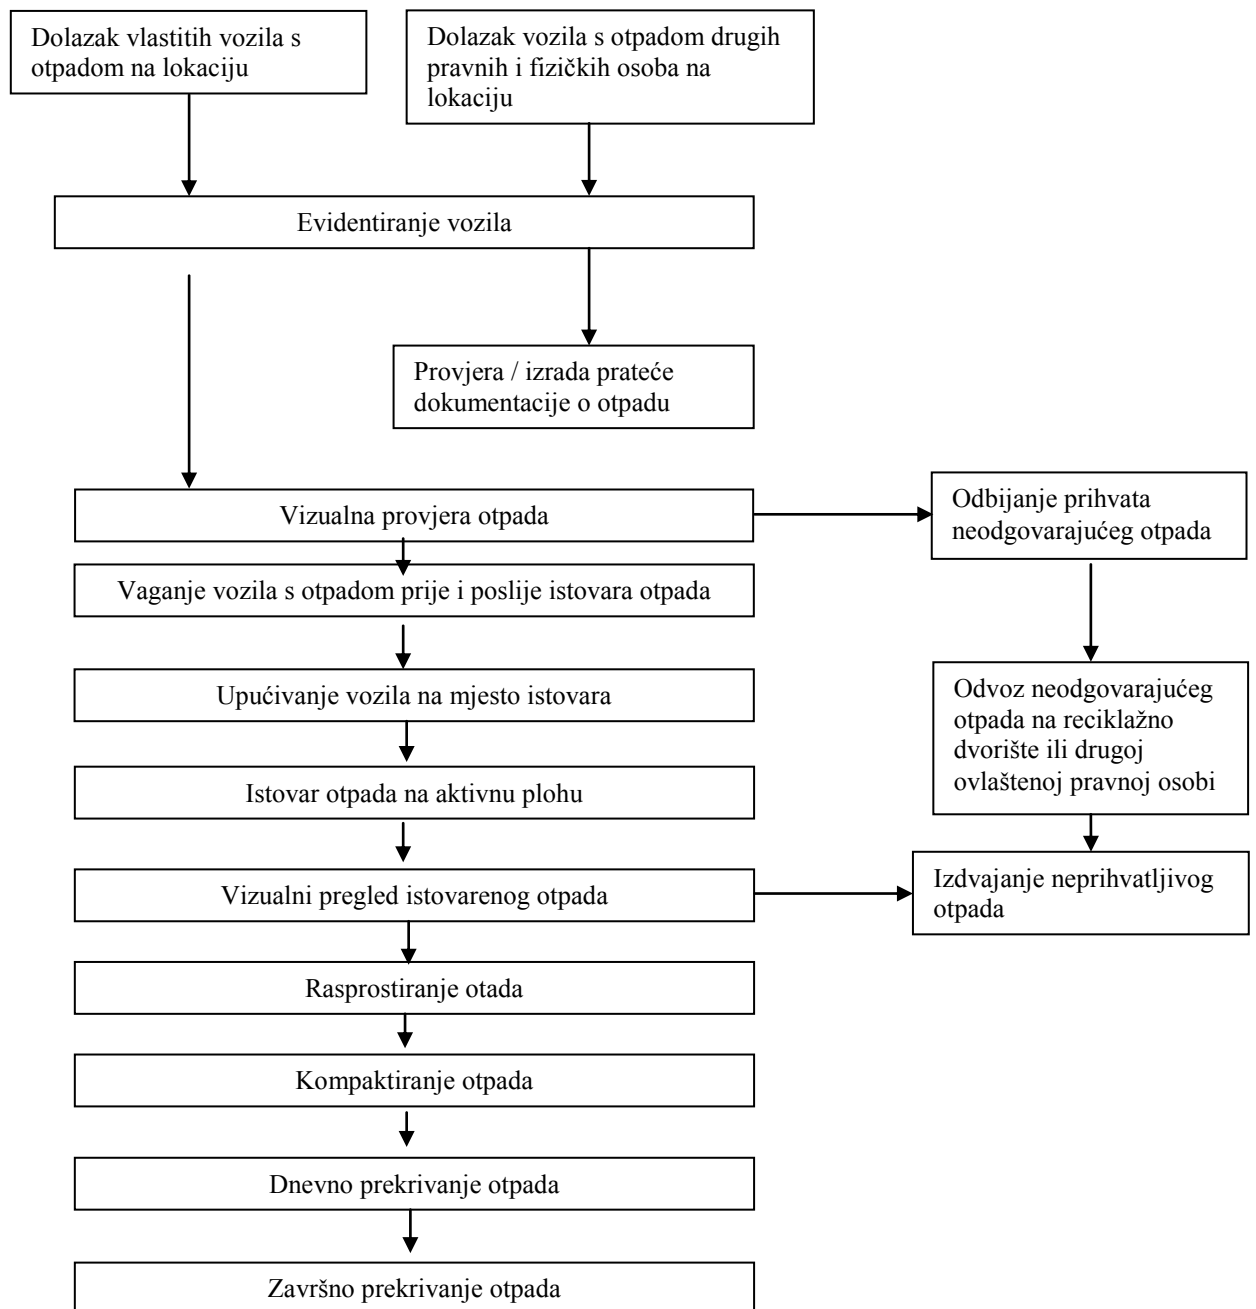 Dolazak vlastitih vozila s
otpadom na lokaciju
Dolazak vozila s otpadom drugih
pravnih i fizičkih osoba na
lokaciju
Evidentiranje vozila
Provjera / izrada prateće
dokumentacije o otpadu
Vizualna provjera otpada
Odbijanje prihvata
neodgovarajućeg otpada
Vaganje vozila s otpadom prije i poslije istovara otpada
Upućivanje vozila na mjesto istovara
Odvoz neodgovarajućeg
otpada na reciklažno
dvorište ili drugoj
ovlaštenoj pravnoj osobi
Istovar otpada na aktivnu plohu
Vizualni pregled istovarenog otpada
Izdvajanje neprihvatljivog
otpada
Rasprostiranje otada
Kompaktiranje otpada
Dnevno prekrivanje otpada
Završno prekrivanje otpada